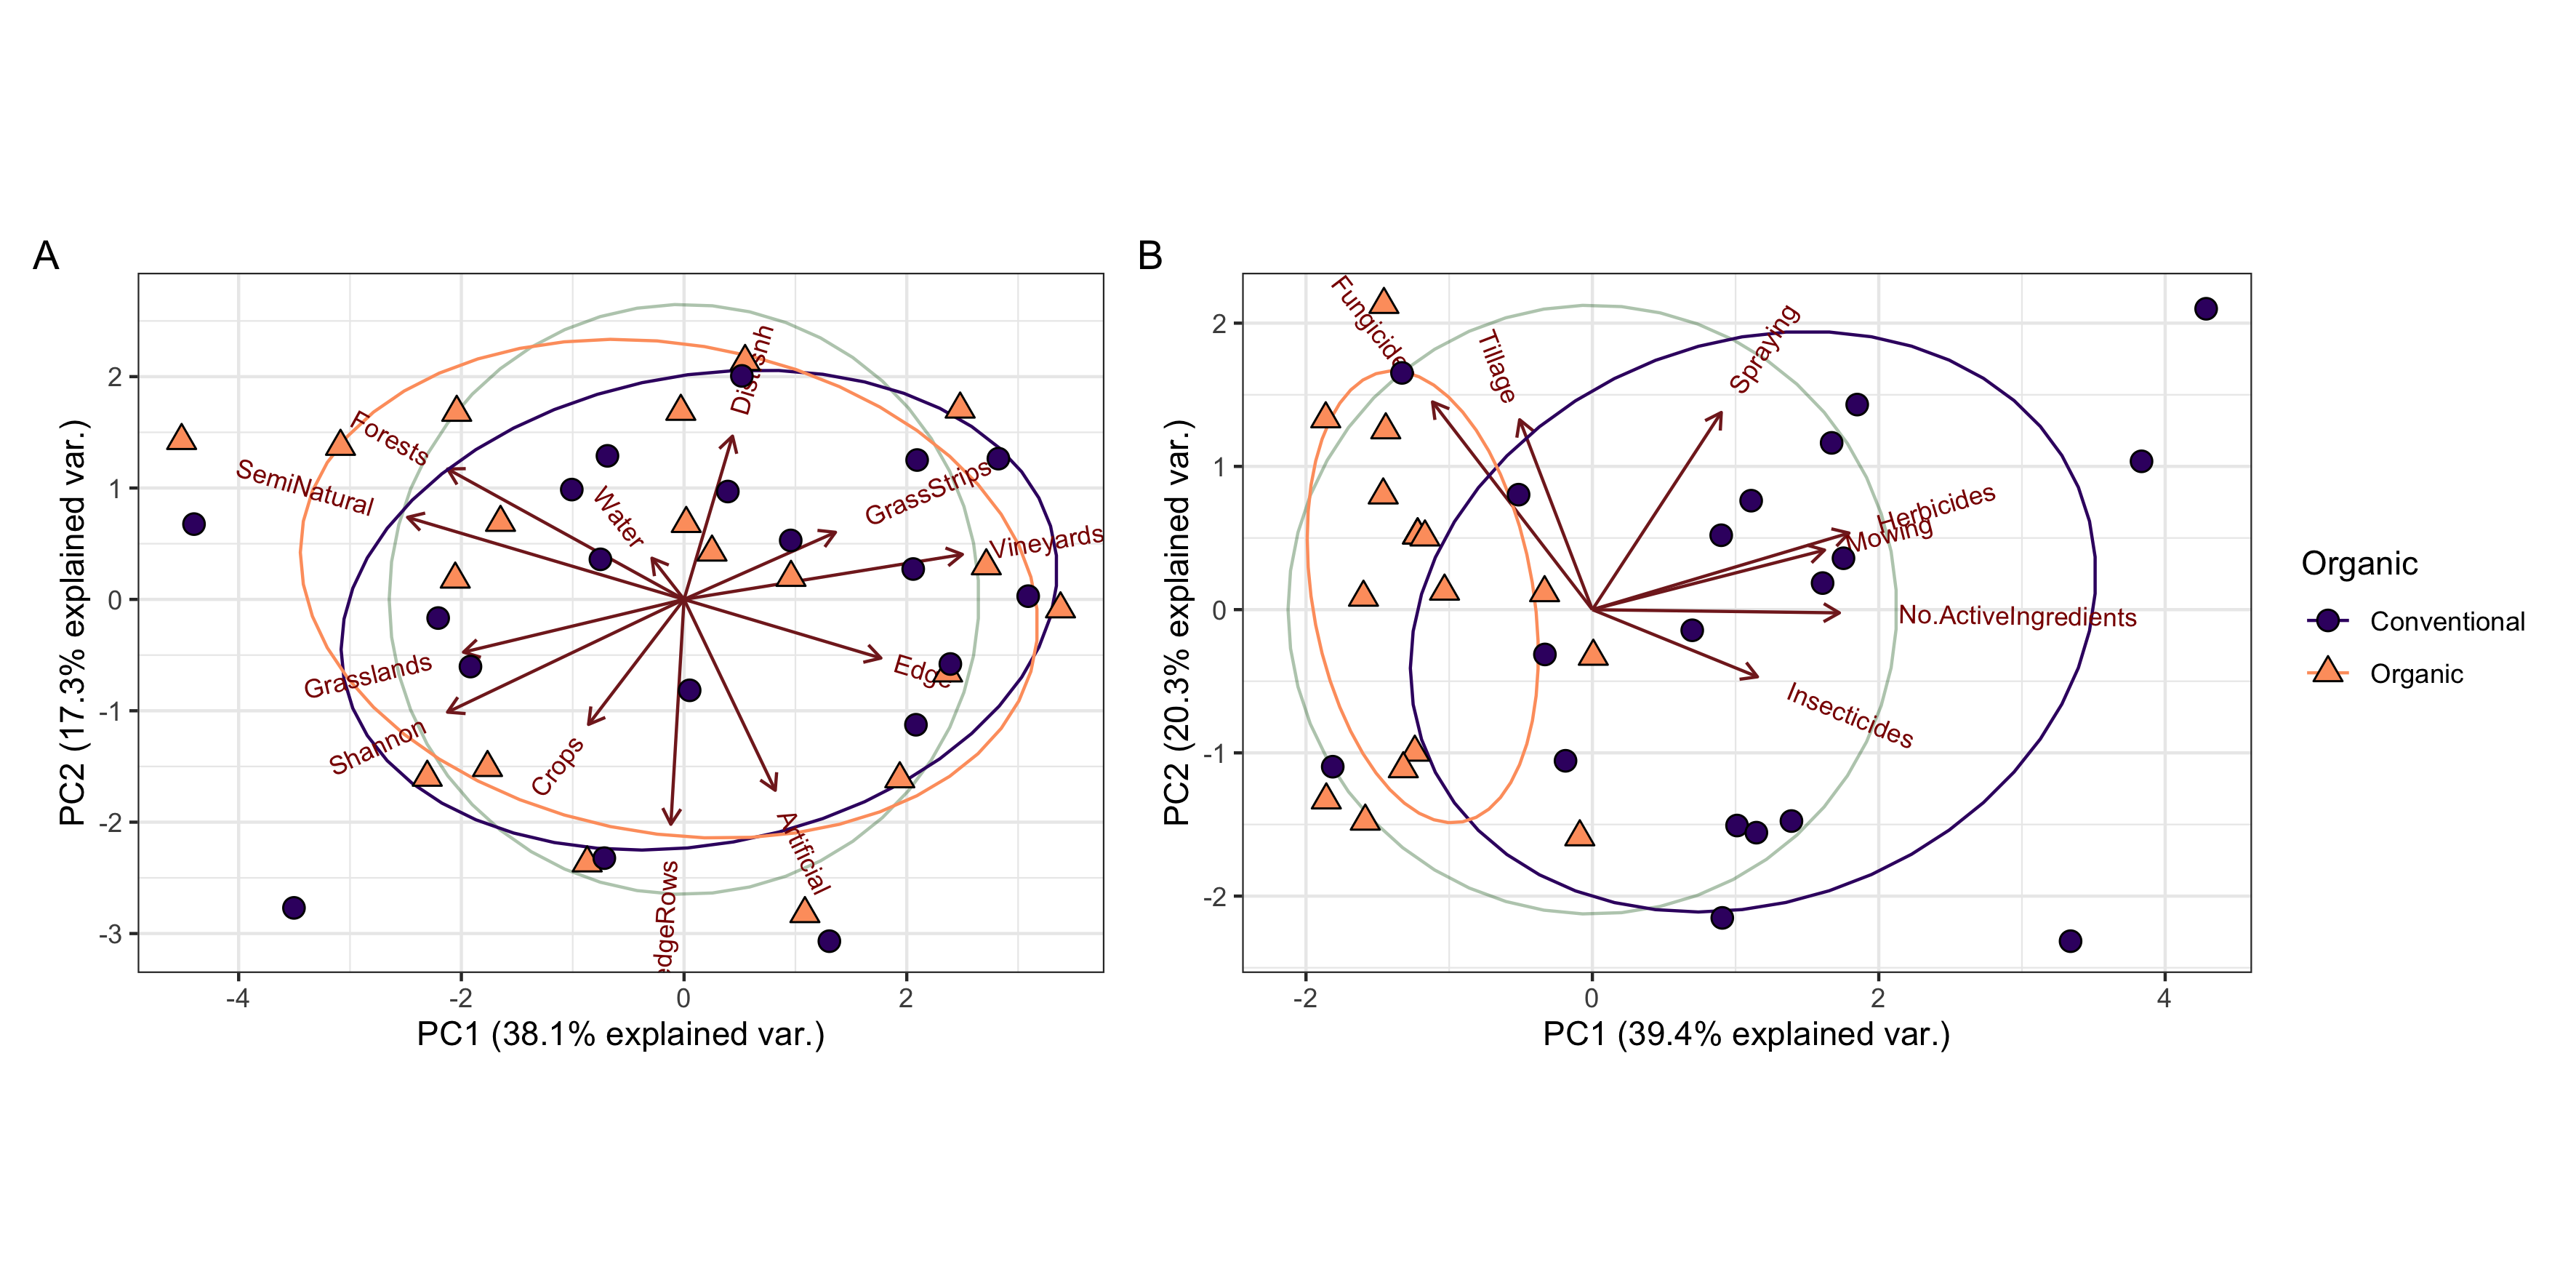 A
B
PC2 (17.3% explained var.)
2
1
0
-1
-2
-3
-4
-2
0
2
PC1 (38.1% explained var.)
Forests
SemiNatural
Water
GrassStrips
Vineyards
Grasslands
Shannon
Crops
Edge
Artificial
edgeRows
PC2 (20.3% explained var.)
2
1
0
-1
-2
-2
0
2
4
PC1 (39.4% explained var.)
Fungicide
Tillage
Spraying
Herbicides
Mowing
No.ActiveIngredients
Insecticides
Organic
Conventional
Organic